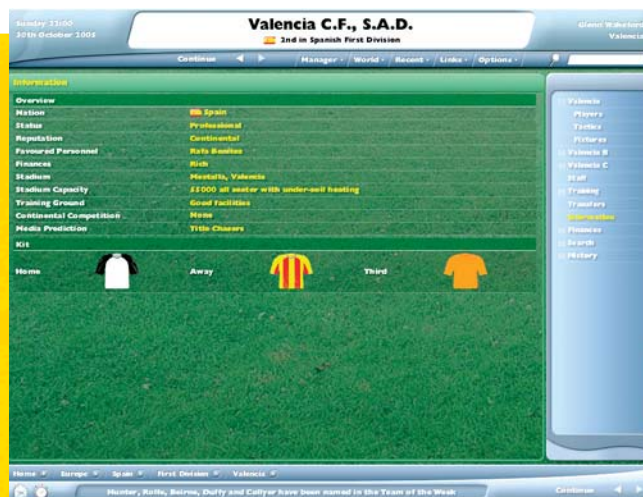 Sunday 22:00
30th October 2005
Valencia C.F., S.A.D.
2nd in Spanish First Division
Valencia
Continue
Manager
World
Recent
Links
Options
Information
Overview
Nation Spain
Status Professional
Reputation Continental
Favoured Personnel Rafa Benítez
Finances Rich
Stadium Mestalla, Valencia
Stadium Capacity 55000 all seater with under-soil heating
Training Ground Good facilities
Continental Competition None
Media Prediction Title Chasers
Kit
Home Away Third
Valencia
Players
Tactics
Fixtures
Valencia B
Valencia C
Staff
Training
Transfers
Information
Finances
Search
History
Home Europe Spain First Division Valencia
Hunter, Rolfe, Beirne, Duffy and Collyer have been named in the Team of the Week
Continue